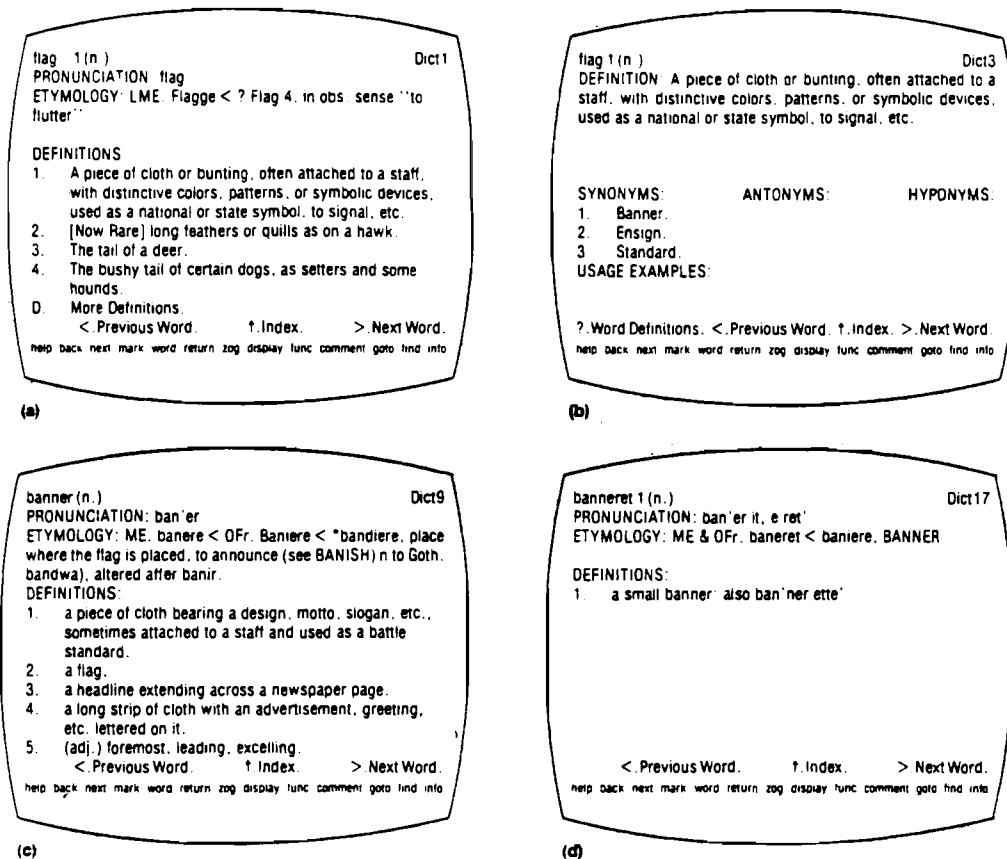 flag 1(n ) Dict1
PRONUNCIATION flag
ETYMOLOGY: LME. Flagge < ? Flag 4, in obs. sense ``to
flutter``
DEFINITIONS
1. A piece of cloth or bunting, often attached to a staff,
with distinctive colors, patterns, or symbolic devices,
used as a national or state symbol, to signal, etc.
2. [Now Rare] long feathers or quills as on a hawk.
3. The tail of a deer.
4. The bushy tail of certain dogs, as setters and some
hounds.
D. More Definitions.
<.Previous Word. ↑.Index. >.Next Word.
help back next mark word return zog display func comment goto find info
(a)
flag 1 (n ) Dict3
DEFINITION: A piece of cloth or bunting, often attached to a
staff, with distinctive colors, patterns, or symbolic devices,
used as a national or state symbol, to signal, etc.
SYNONYMS: ANTONYMS: HYPONYMS:
1. Banner.
2. Ensign.
3 Standard.
USAGE EXAMPLES:
?.Word Definitions. <.Previous Word. ↑.Index. >.Next Word.
help back next mark word return zog display func comment goto find info
(b)
banner (n.) Dict9
PRONUNCIATION: ban'er
ETYMOLOGY: ME. banere < OFr. Baniere < *bandiere, place
where the flag is placed, to announce (see BANISH) n to Goth.
bandwa), altered after banir.
DEFINITIONS:
1. a piece of cloth bearing a design, motto, slogan, etc.,
sometimes attached to a staff and used as a battle
standard.
2. a flag.
3. a headline extending across a newspaper page.
4. a long strip of cloth with an advertisement, greeting,
etc. lettered on it.
5. (adj.) foremost, leading, excelling.
<.Previous Word. ↑.Index. >.Next Word.
help back next mark word return zog display func comment goto find info
(c)
banneret 1 (n.) Dict17
PRONUNCIATION: ban'er it, e ret'
ETYMOLOGY: ME & OFr. baneret < baniere, BANNER
DEFINITIONS:
1. a small banner: also ban'ner ette'
<.Previous Word. ↑.Index. >.Next Word.
help back next mark word return zog display func comment goto find info
(d)